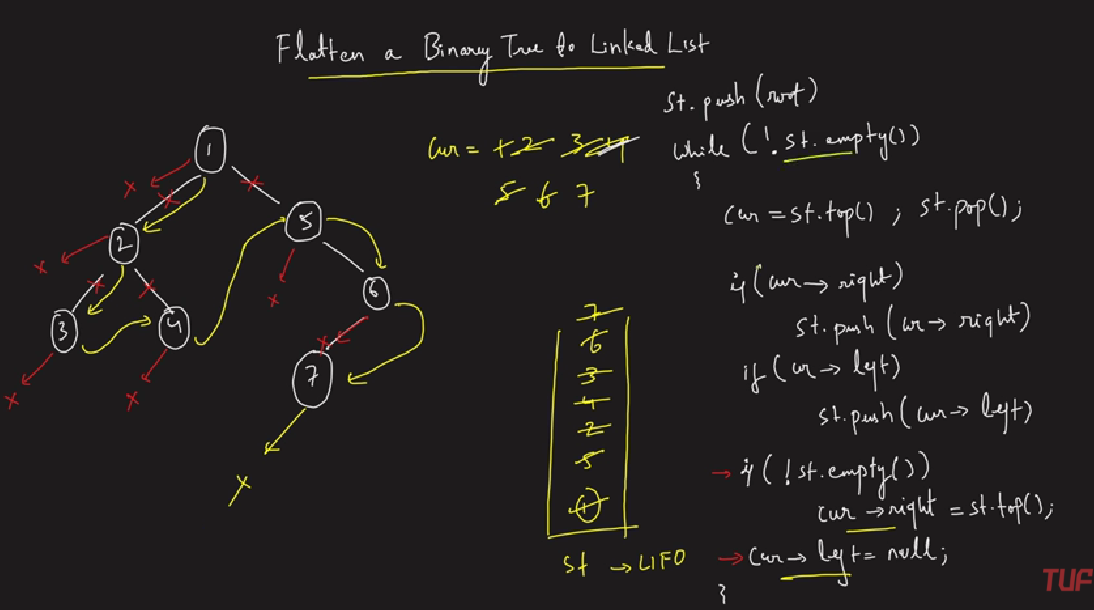 Flatten a Binary Tree to Linked List
st.push(root)
while (!st.empty())
{
cur = st.top() ; st.pop();
if (cur → right)
st.push (cur → right)
if (cur → left)
st.push (cur → left)
→ if (!st.empty())
cur → right = st.top();
→ cur → left = null;
}
cur = 1 2 3 4
5 6 7
1
2
5
3
4
6
7
x
x
x
x
x
x
x
7
6
3
4
2
5
1
st → LIFO
TUF